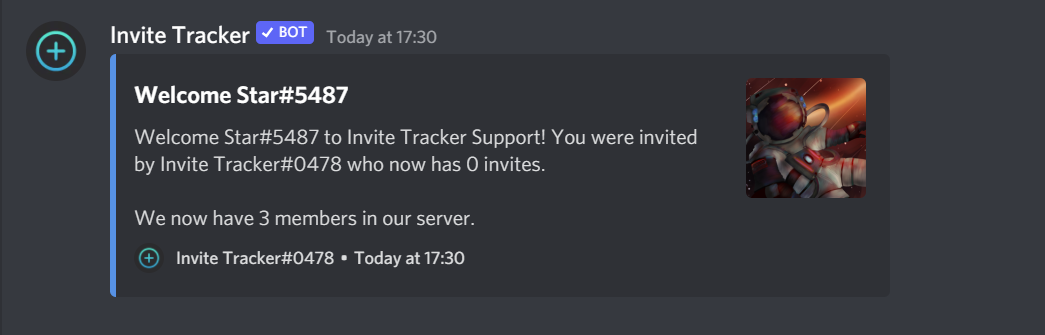 Invite Tracker ✓ BOT Today at 17:30
Welcome Star#5487
Welcome Star#5487 to Invite Tracker Support! You were invited
by Invite Tracker#0478 who now has 0 invites.
We now have 3 members in our server.
Invite Tracker#0478 • Today at 17:30